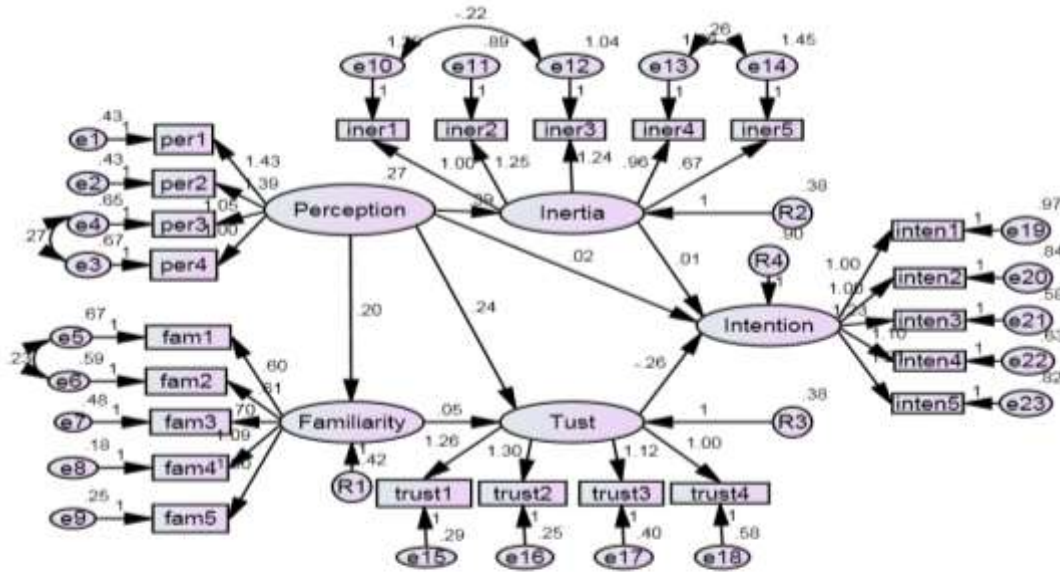 -.22
.26
.89
1.04
1.45
e10
e11
e12
e13
e14
1
1
1
1
1
iner1
iner2
iner3
iner4
iner5
.43
e1
1
per1
.43
e2
1
per2
.65
e4
1
per3
.27
.67
e3
1
per4
1.43
1.39
1.05
.27
Perception
1.00
1.25
1.24
.96
.67
Inertia
1
.38
R2
.02
.01
.90
R4
1
Intention
.20
.24
-.26
1.00
1.00
1.10
inten1
1
e19
.97
inten2
1
e20
.84
inten3
1
e21
.58
inten4
1
e22
.63
inten5
1
e23
.82
.67
e5
1
fam1
.23
.59
e6
1
fam2
.48
e7
1
fam3
.18
e8
1
fam4
.25
e9
1
fam5
.60
.70
1.09
Familiarity
.05
Tust
1
.38
R3
1
.42
R1
1.26
1.30
1.12
1.00
trust1
trust2
trust3
trust4
1
1
1
1
.29
.25
.40
.58
e15
e16
e17
e18